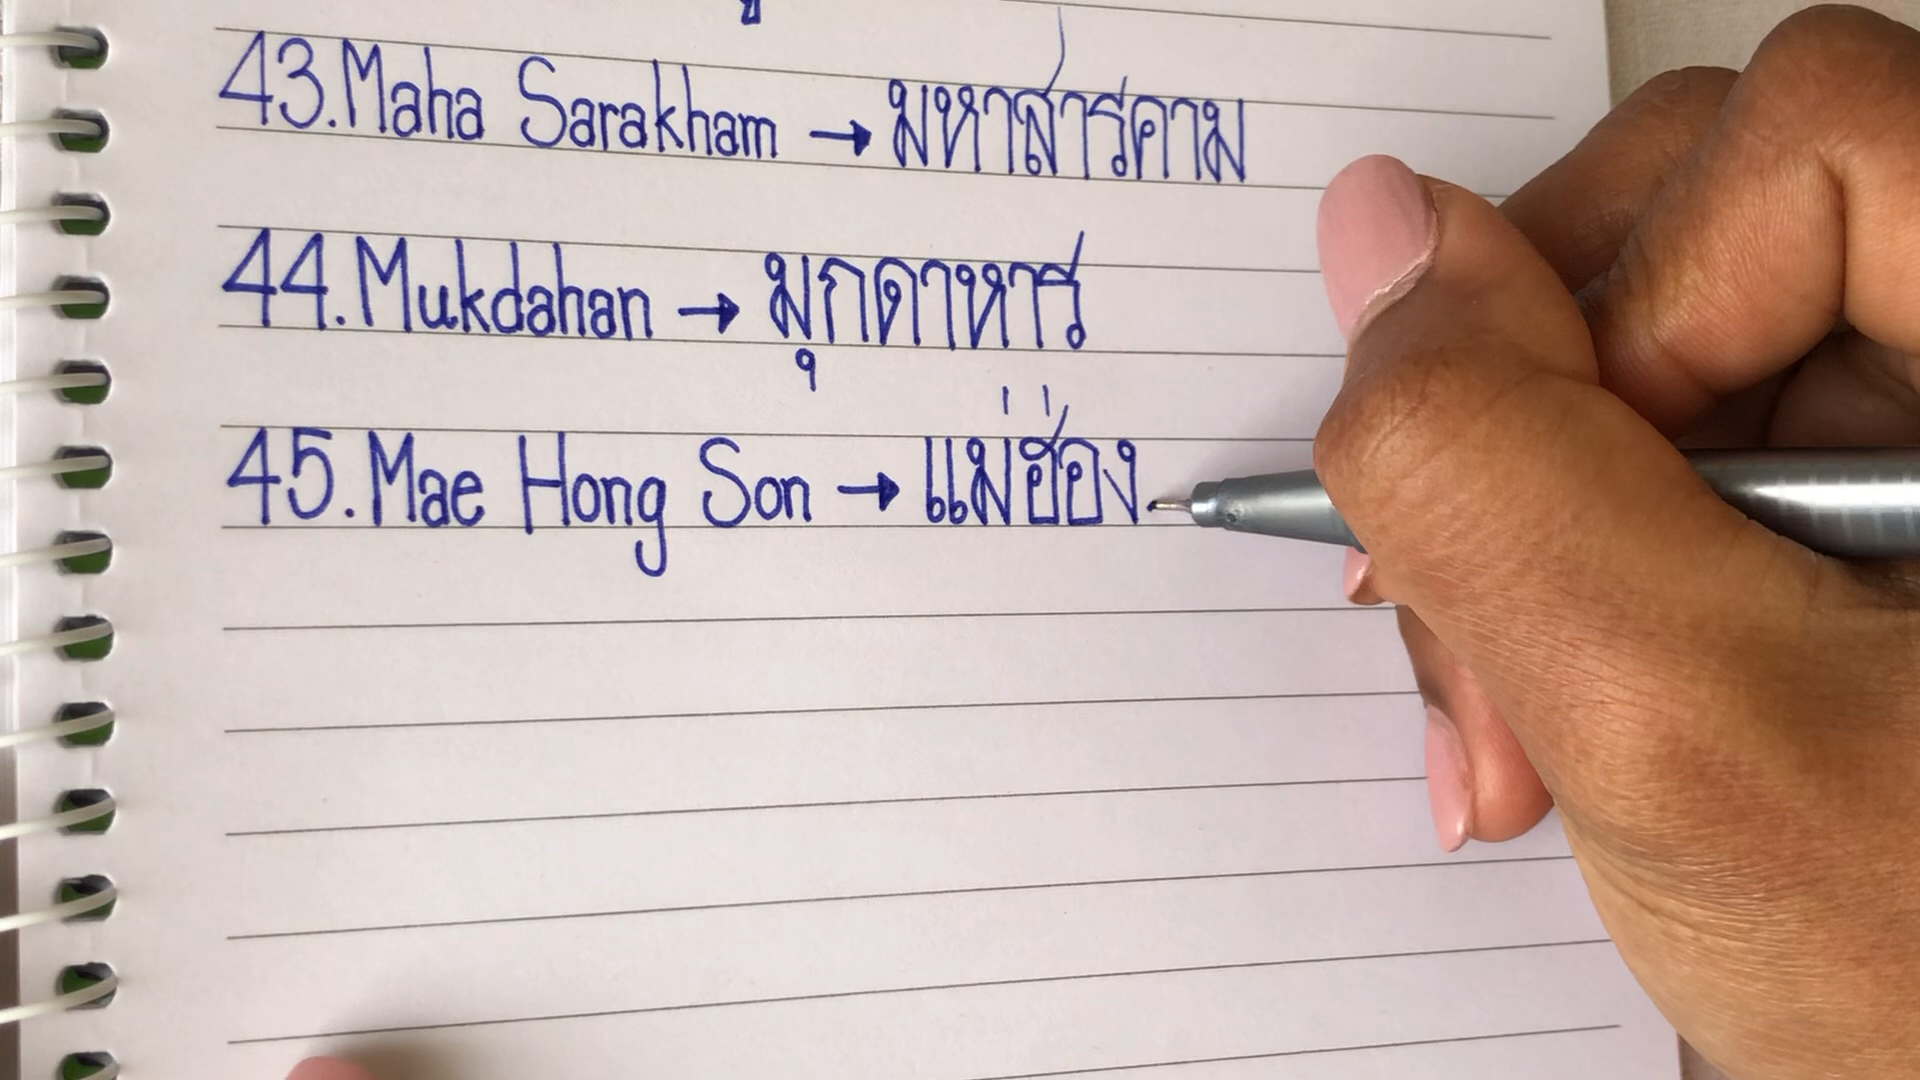 43.Maha Sarakham → มหาสารคาม
44.Mukdahan → มุกดาหาร
45.Mae Hong Son → แม่ฮ่อง